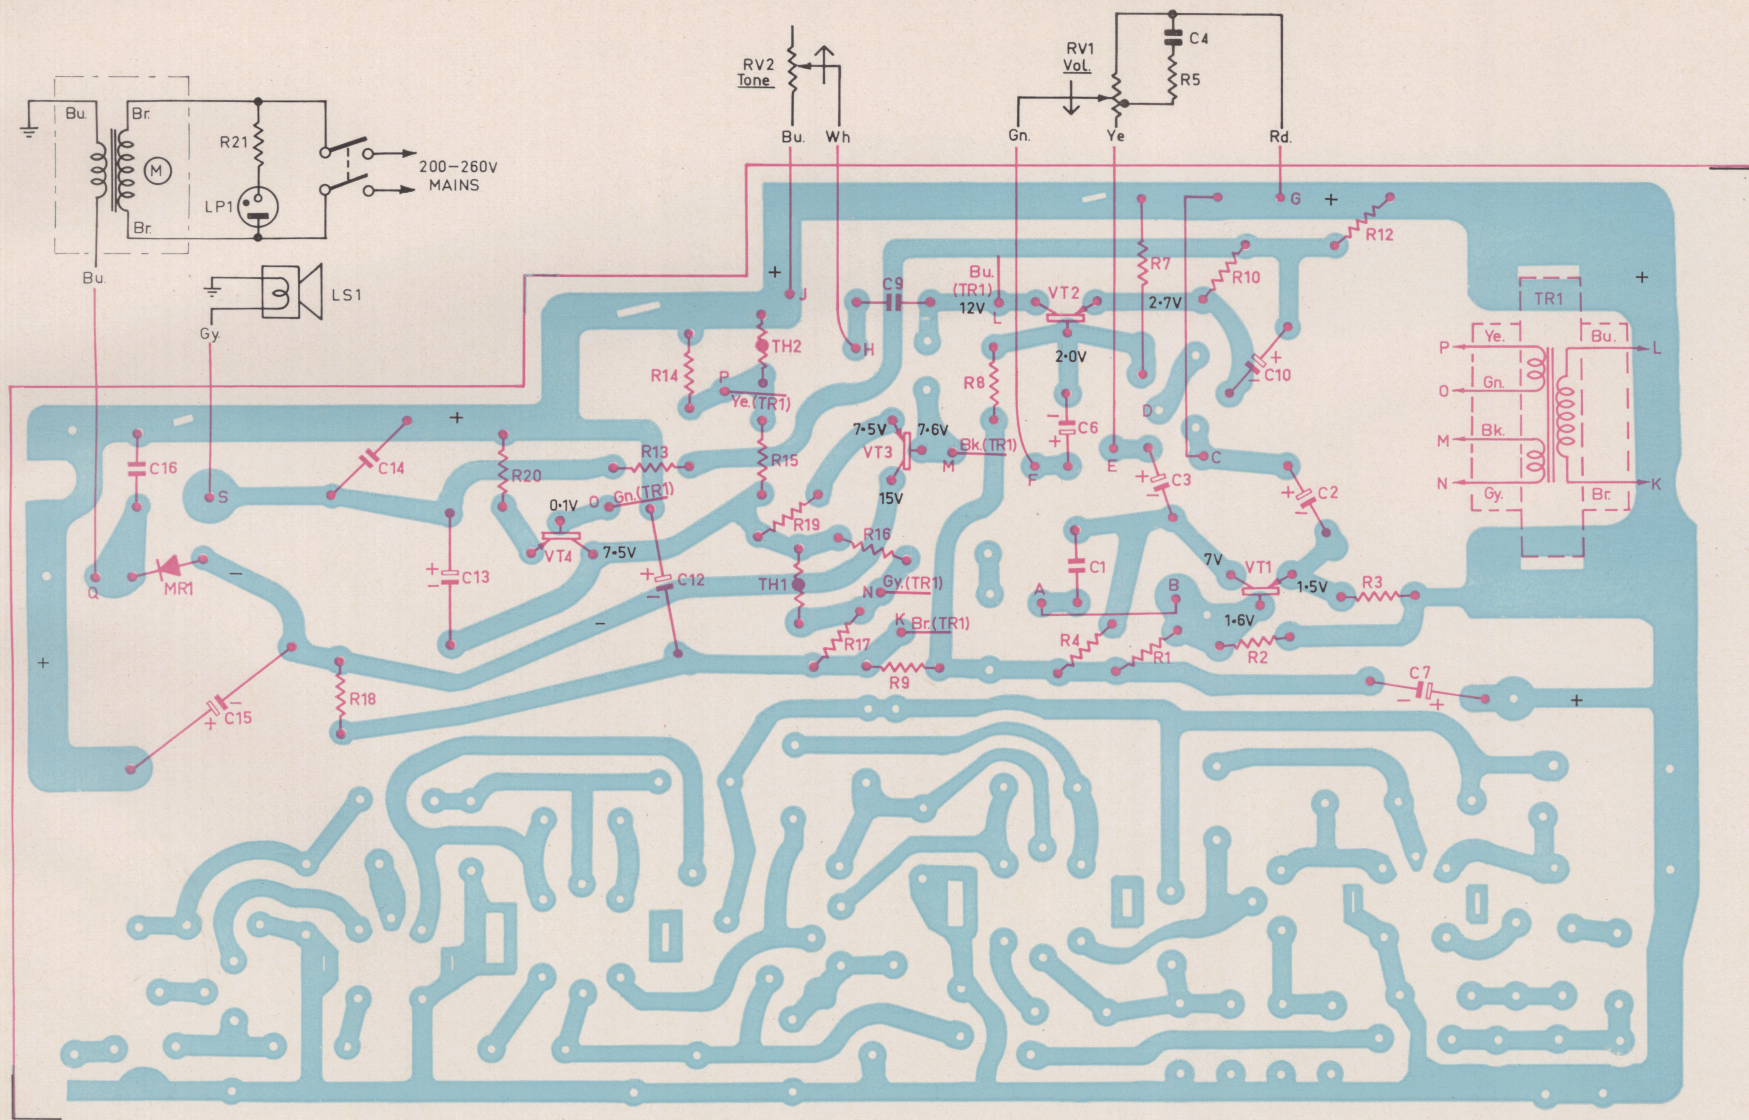 C4
RV1
Vol.
R5
RV2
Tone
Bu.
Br.
R21
M
200–260V
MAINS
LP1
Br.
Bu.
Wh
Gn.
Ye
Rd.
LS1
Gy.
G +
R12
R7
R10
+
J
C9
Bu.
(TR1)
12V
L
VT2
2·7V
2·0V
+
TR1
P Ye. Bu. L
O Gn.
M Bk.
N Gy. Br. K
TH2
R14
H
P
Ye.(TR1)
R8
+
–
C10
D
+
–
C6
+
7·5V
7·6V
VT3
M
Bk.(TR1)
15V
F
E
C
C16
C14
R20
R13
R15
S
0·1V
O
Gn.(TR1)
C3
+
–
C2
+
–
R19
R16
VT4
7·5V
Q
MR1
–
+
–
C13
+
–
C12
TH1
Gy.(TR1)
N
K
Br.(TR1)
–
R17
R9
C1
A
B
7V
VT1
1·5V
R3
1·6V
R4
R1
R2
+
R18
–
+
C15
C7
–
+
+
Bu.